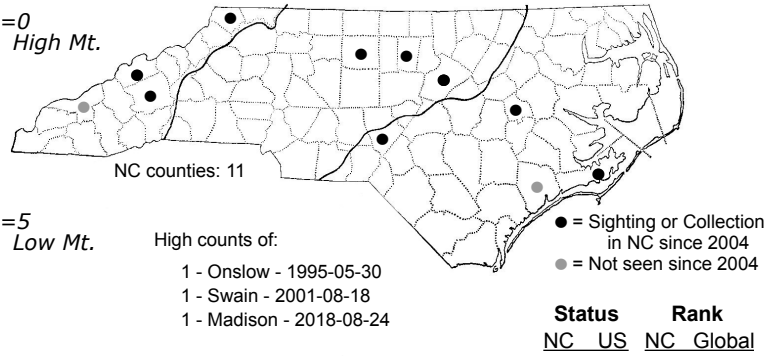 =0
High Mt.
NC counties: 11
=5
Low Mt.
High counts of:
1 - Onslow - 1995-05-30
1 - Swain - 2001-08-18
1 - Madison - 2018-08-24
= Sighting or Collection
in NC since 2004
= Not seen since 2004
Status Rank
NC US NC Global